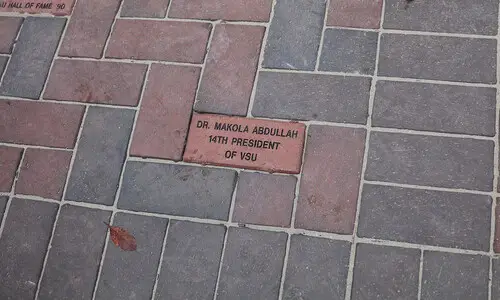 U HALL OF FAME 90
DR. MAKOLA ABDULLAH
14TH PRESIDENT
OF VSU